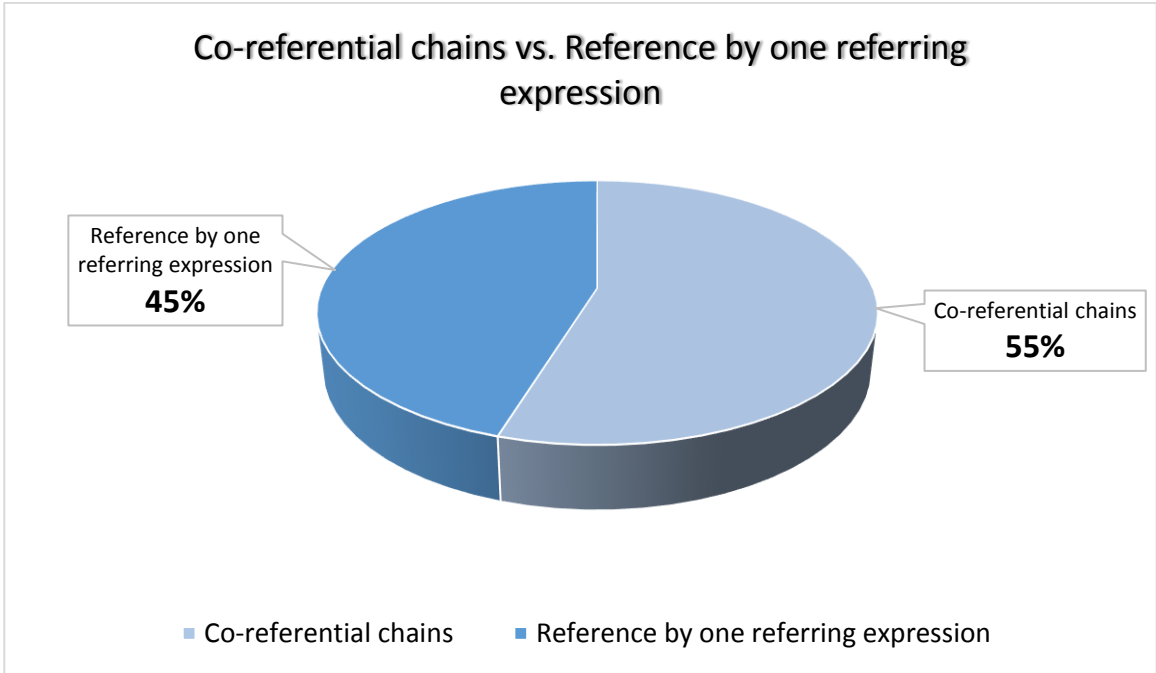 Co-referential chains vs. Reference by one referring
expression
Reference by one
referring expression
45%
Co-referential chains
55%
Co-referential chains
Reference by one referring expression